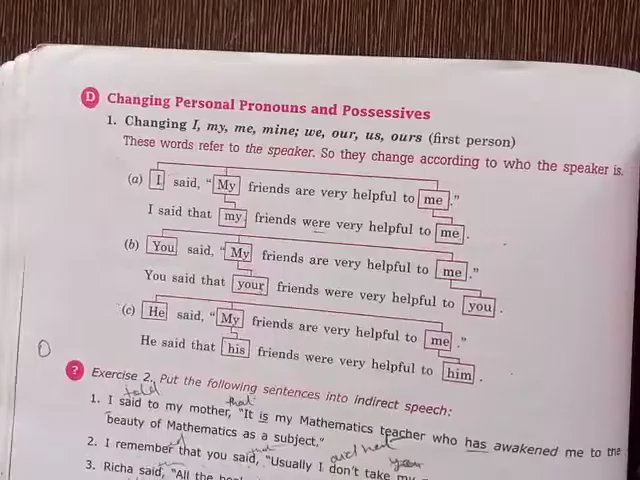 D Changing Personal Pronouns and Possessives
1. Changing I, my, me, mine; we, our, us, ours (first person)
These words refer to the speaker. So they change according to who the speaker is.
(a) I said, "My friends are very helpful to me."
I said that my friends were very helpful to me.
(b) You said, "My friends are very helpful to me."
You said that your friends were very helpful to you.
(c) He said, "My friends are very helpful to me."
He said that his friends were very helpful to him.
? Exercise 2. Put the following sentences into indirect speech:
told that
1. I said to my mother, "It is my Mathematics teacher who has awakened me to the
beauty of Mathematics as a subject."
2. I remember that you said, "Usually I don't take my
3. Richa said, "All the